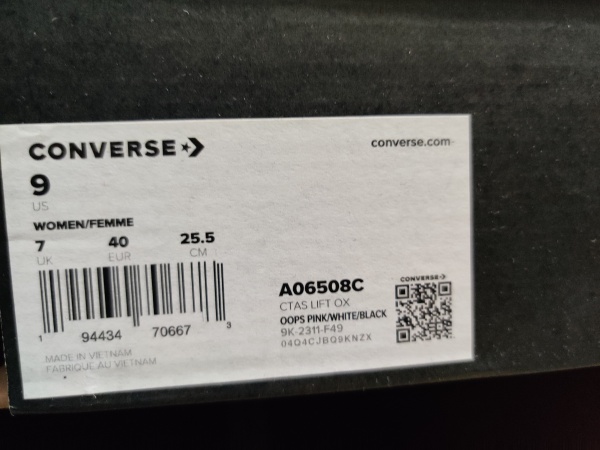 CONVERSE
converse.com
9
US
WOMEN/FEMME
7 40 25.5
UK EUR CM
1 94434 70667 3
MADE IN VIETNAM
FABRIQUÉ AU VIETNAM
A06508C
CTAS LIFT OX
OOPS PINK/WHITE/BLACK
9K-2311-F49
04Q4CJBQ9KNZX
CONVERSE